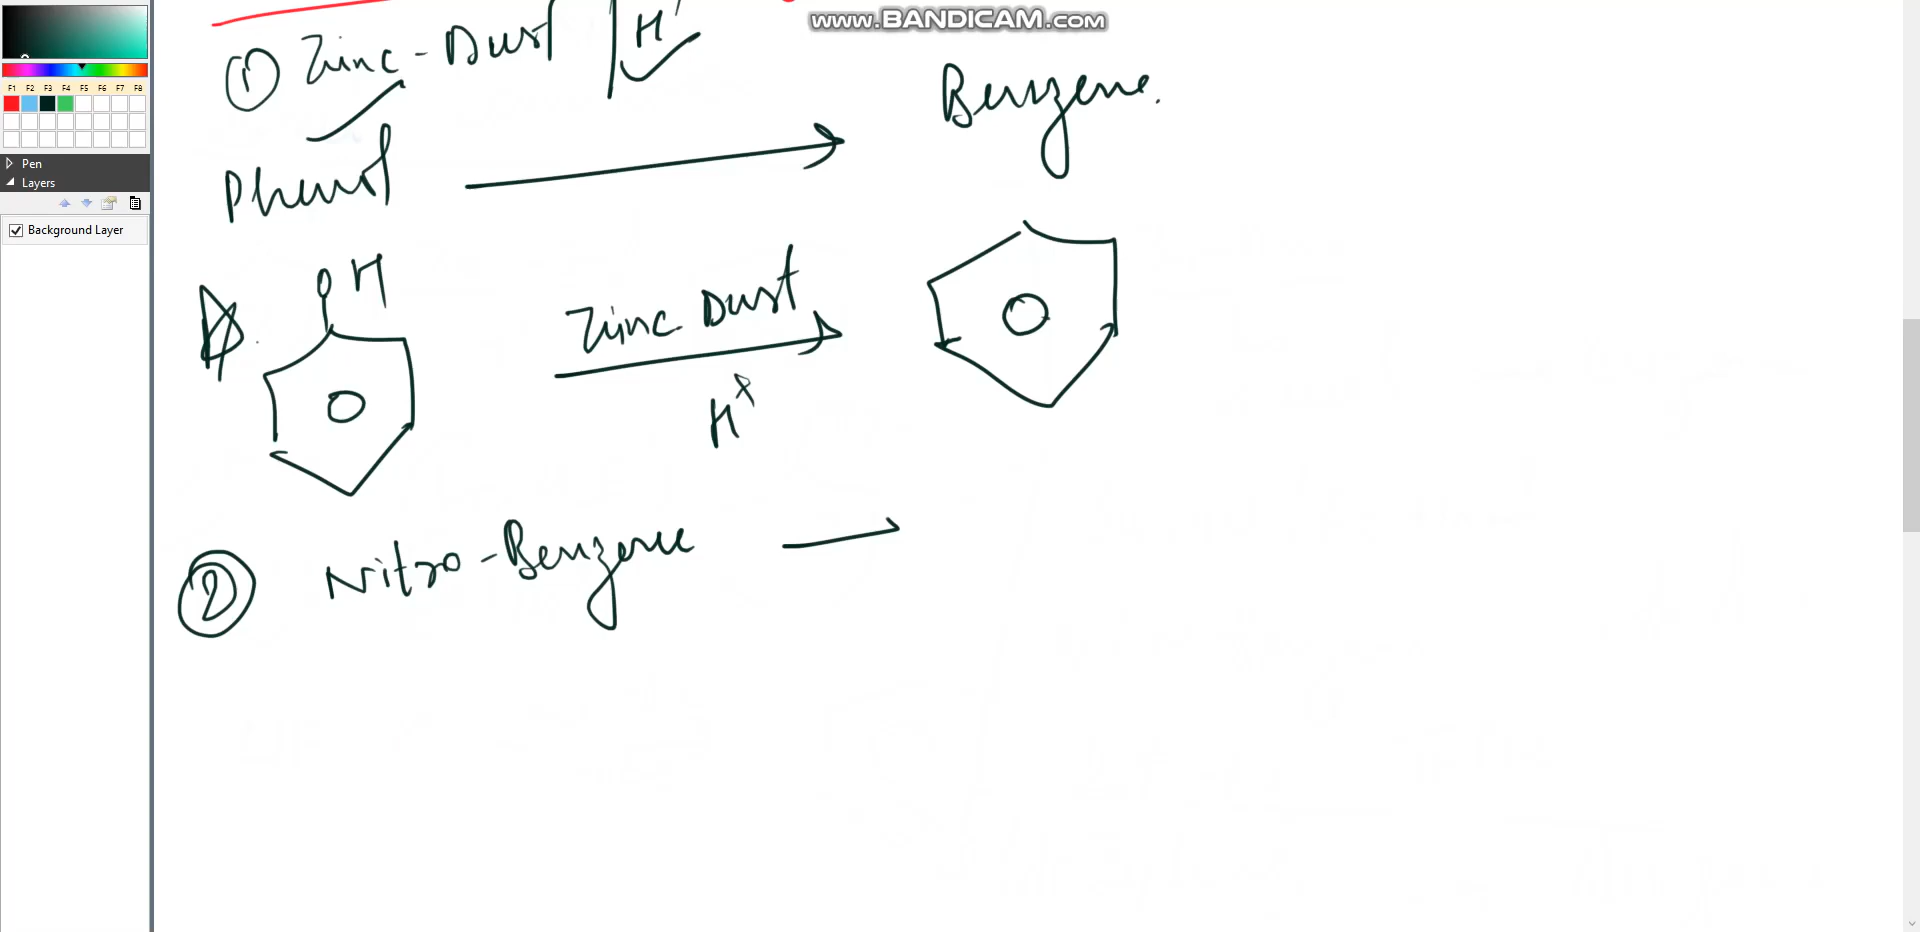 www.BANDICAM.com
① Zinc-Dust | H⁺
Benzene.
F1 F2 F3 F4 F5 F6 F7 F8
Pen
Phenol
Layers
Background Layer
OH
Zinc Dust
H⁺
② Nitro-Benzene